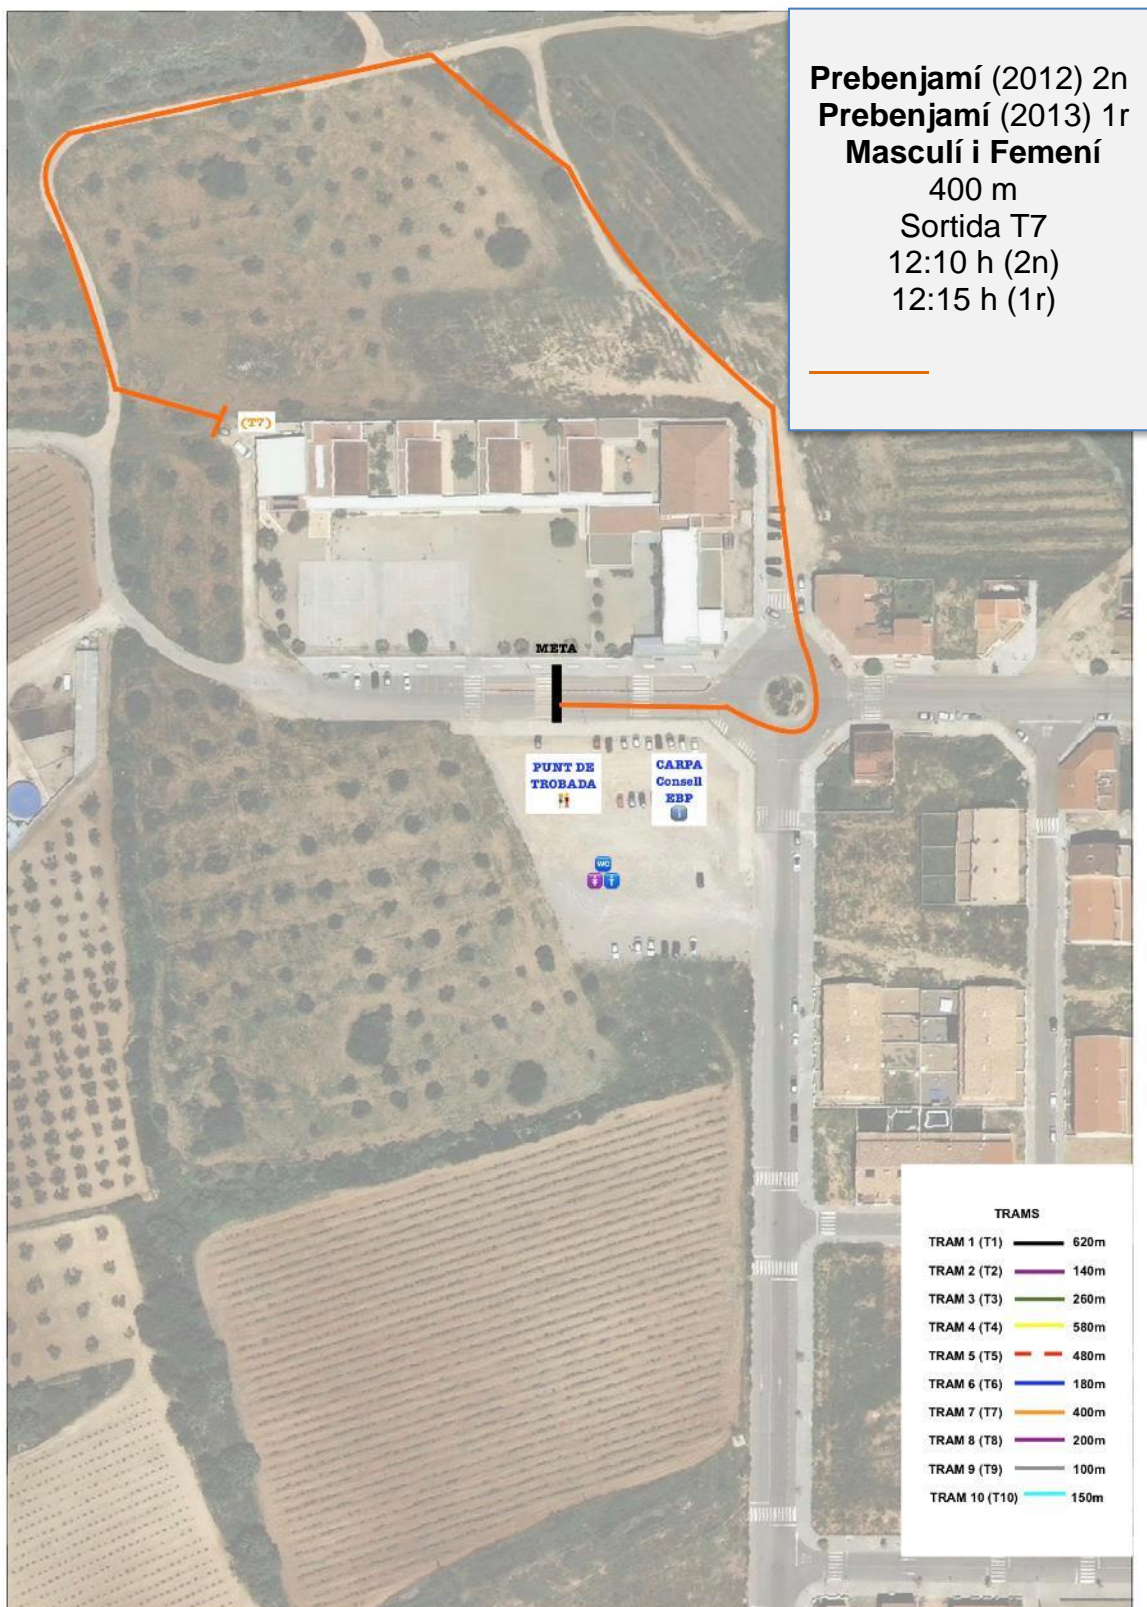 Prebenjamí (2012) 2n
Prebenjamí (2013) 1r
Masculí i Femení
400 m
Sortida T7
12:10 h (2n)
12:15 h (1r)
(T7)
META
PUNT DE
TROBADA
CARPA
Consell
EBP
WC
TRAMS
TRAM 1 (T1) 620m
TRAM 2 (T2) 140m
TRAM 3 (T3) 260m
TRAM 4 (T4) 580m
TRAM 5 (T5) 480m
TRAM 6 (T6) 180m
TRAM 7 (T7) 400m
TRAM 8 (T8) 200m
TRAM 9 (T9) 100m
TRAM 10 (T10) 150m